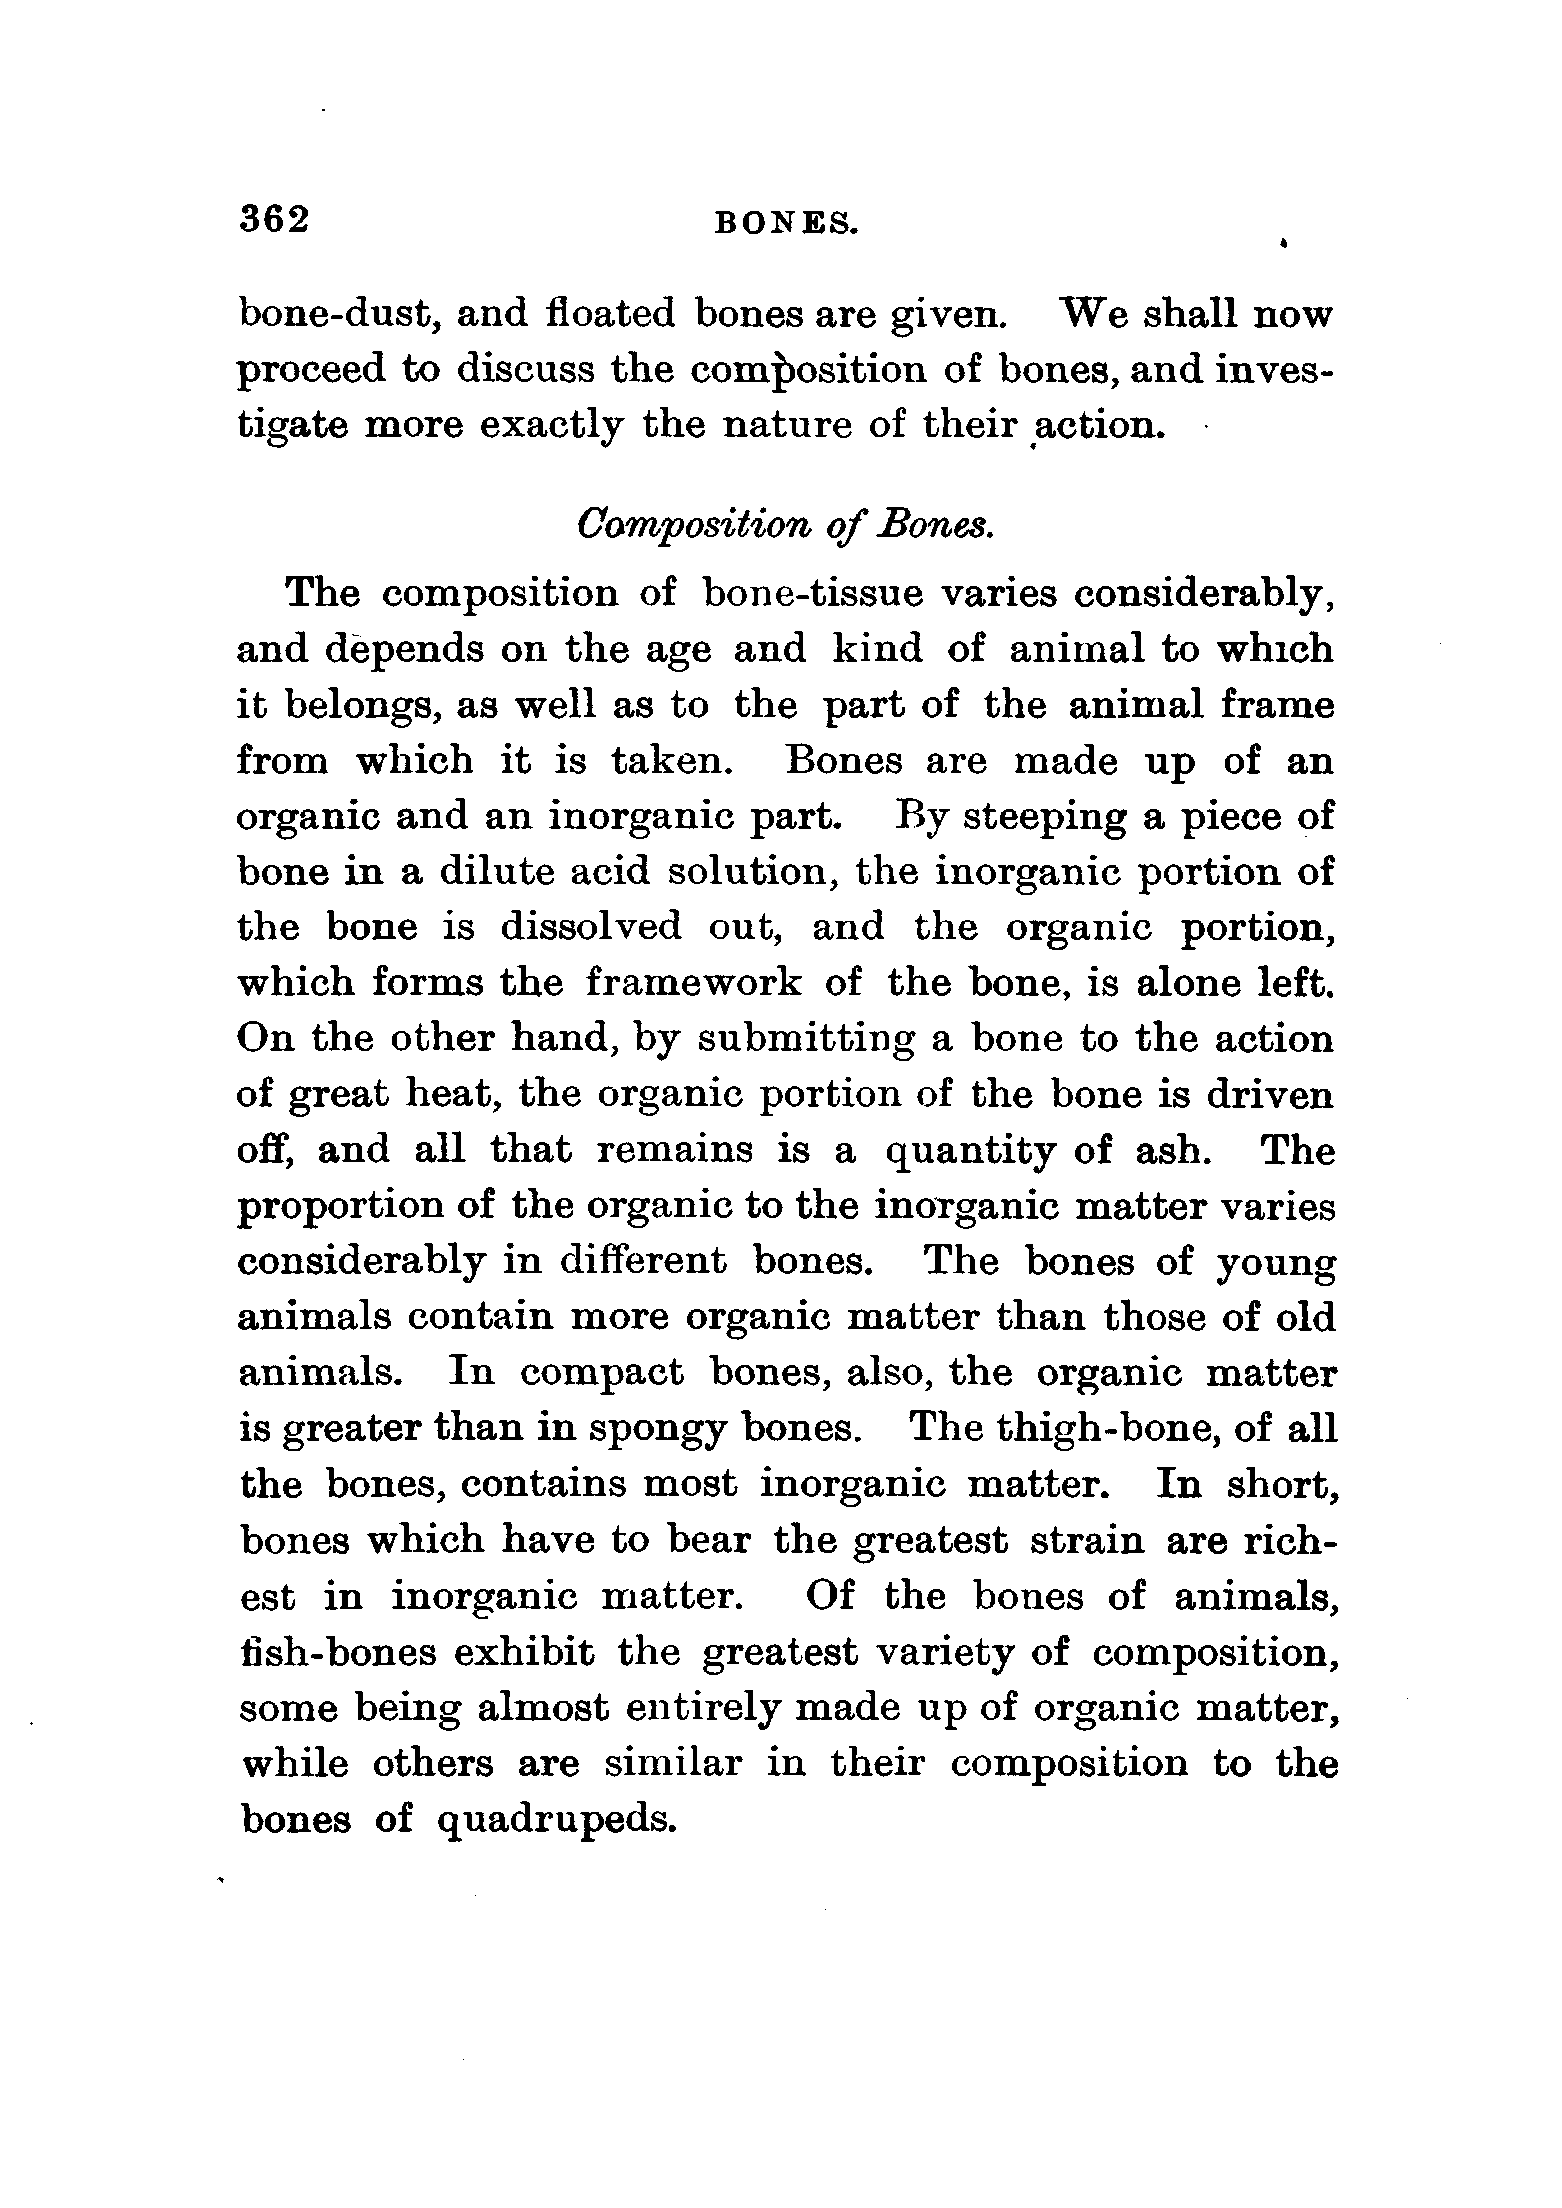 362 BONES.
bone-dust, and floated bones are given. We shall now
proceed to discuss the composition of bones, and inves-
tigate more exactly the nature of their action.
Composition of Bones.
The composition of bone-tissue varies considerably,
and depends on the age and kind of animal to which
it belongs, as well as to the part of the animal frame
from which it is taken. Bones are made up of an
organic and an inorganic part. By steeping a piece of
bone in a dilute acid solution, the inorganic portion of
the bone is dissolved out, and the organic portion,
which forms the framework of the bone, is alone left.
On the other hand, by submitting a bone to the action
of great heat, the organic portion of the bone is driven
off, and all that remains is a quantity of ash. The
proportion of the organic to the inorganic matter varies
considerably in different bones. The bones of young
animals contain more organic matter than those of old
animals. In compact bones, also, the organic matter
is greater than in spongy bones. The thigh-bone, of all
the bones, contains most inorganic matter. In short,
bones which have to bear the greatest strain are rich-
est in inorganic matter. Of the bones of animals,
fish-bones exhibit the greatest variety of composition,
some being almost entirely made up of organic matter,
while others are similar in their composition to the
bones of quadrupeds.